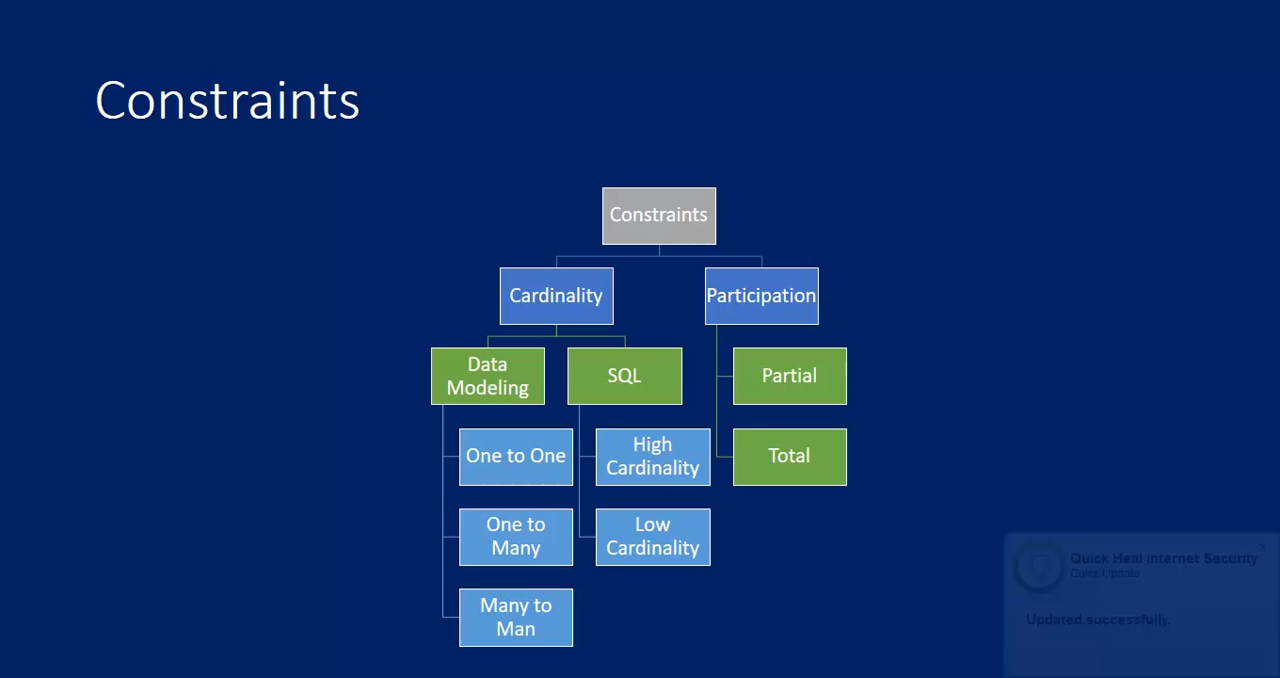 Constraints
Constraints
Cardinality
Participation
Data
Modeling
SQL
Partial
One to One
High
Cardinality
Total
One to
Many
Low
Cardinality
Many to
Man
Quick Heal Internet Security
Quick Update
Updated successfully.